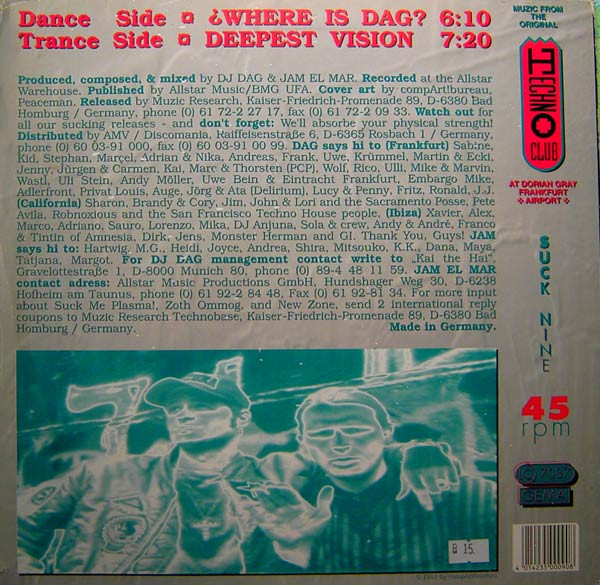 Dance Side ¿WHERE IS DAG? 6:10
Trance Side DEEPEST VISION 7:20
Produced, composed, & mixed by DJ DAG & JAM EL MAR. Recorded at the Allstar
Warehouse. Published by Allstar Music/BMG UFA. Cover art by compArt!bureau,
Peaceman. Released by Muzic Research, Kaiser-Friedrich-Promenade 89, D-6380 Bad
Homburg / Germany, phone (0) 61 72-2 27 17, fax (0) 61 72-2 09 33. Watch out for
all our sucking releases - and don't forget: We'll absorb your physical strength!
Distributed by AMV / Discomania, Raiffeisenstraße 6, D-6365 Rosbach 1 / Germany,
phone (0) 60 03-91 000, fax (0) 60 03-91 00 99. DAG says hi to (Frankfurt) Sabine,
Kid, Stephan, Marcel, Adrian & Nika, Andreas, Frank, Uwe, Krümmel, Martin & Ecki,
Jenny, Jürgen & Carmen, Kai, Marc & Thorsten (PCP), Wolf, Rico, Ulli, Mike & Marvin,
Wastl, Uli Stein, Andy Möller, Uwe Bein & Eintracht Frankfurt, Embargo Mike,
Adlerfront, Privat Louis, Auge, Jörg & Ata (Delirium), Lucy & Penny, Fritz, Ronald, J.J.
(California) Sharon, Brandy & Cory, Jim, John & Lori and the Sacramento Posse, Pete
Avila, Robnoxious and the San Francisco Techno House people, (Ibiza) Xavier, Alex,
Marco, Adriano, Sauro, Lorenzo, Mika, DJ Anjuna, Sola & crew, Andy & André, Franco
& Tintin of Amnesia, Dirk, Jens, Monster Herman and GI. Thank You, Guys! JAM
says hi to: Hartwig, M.G., Heidi, Joyce, Andrea, Shira, Mitsouko, K.K., Dana, Maya,
Tatjana, Margot. For DJ DAG management contact write to „Kai the Hai",
Gravelottestraße 1, D-8000 Munich 80, phone (0) 89-4 48 11 59. JAM EL MAR
contact adress: Allstar Music Productions GmbH, Hundshager Weg 30, D-6238
Hofheim am Taunus, phone (0) 61 92-2 84 48, Fax (0) 61 92-81 34. For more input
about Suck Me Plasma!, Zoth Ommog, and New Zone, send 2 international reply
coupons to Muzic Research Technobase, Kaiser-Friedrich-Promenade 89, D-6380 Bad
Homburg / Germany. Made in Germany.
MUZIC FROM
THE
ORIGINAL
TECHNO
CLUB
AT DORIAN GRAY
FRANKFURT
AIRPORT
SUCK NINE
45
rpm
GEMA
B 15.
4 014235 000908